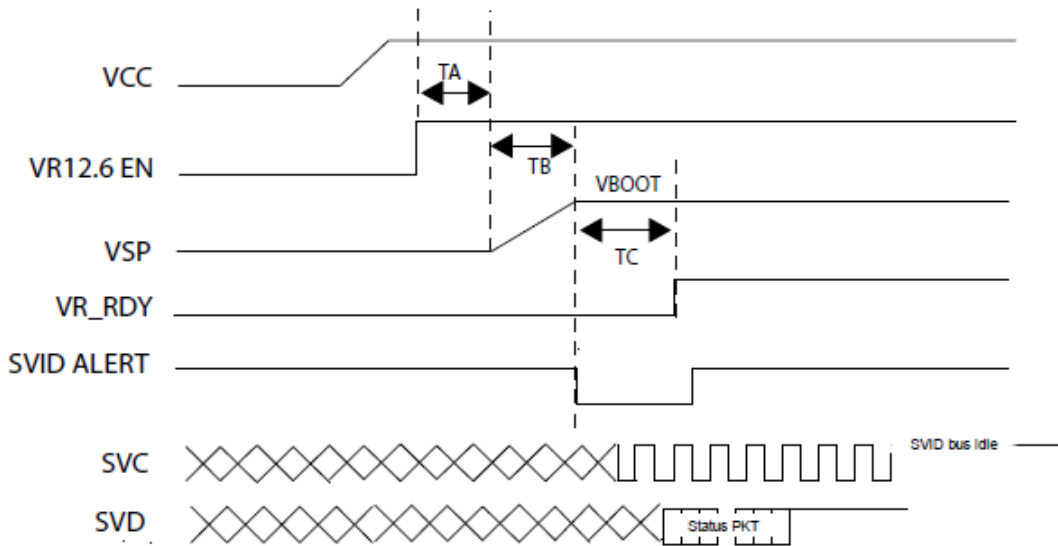 VCC
TA
VR12.6 EN
TB
VBOOT
VSP
TC
VR_RDY
SVID ALERT
SVC
SVID bus Idle
SVD
Status PKT